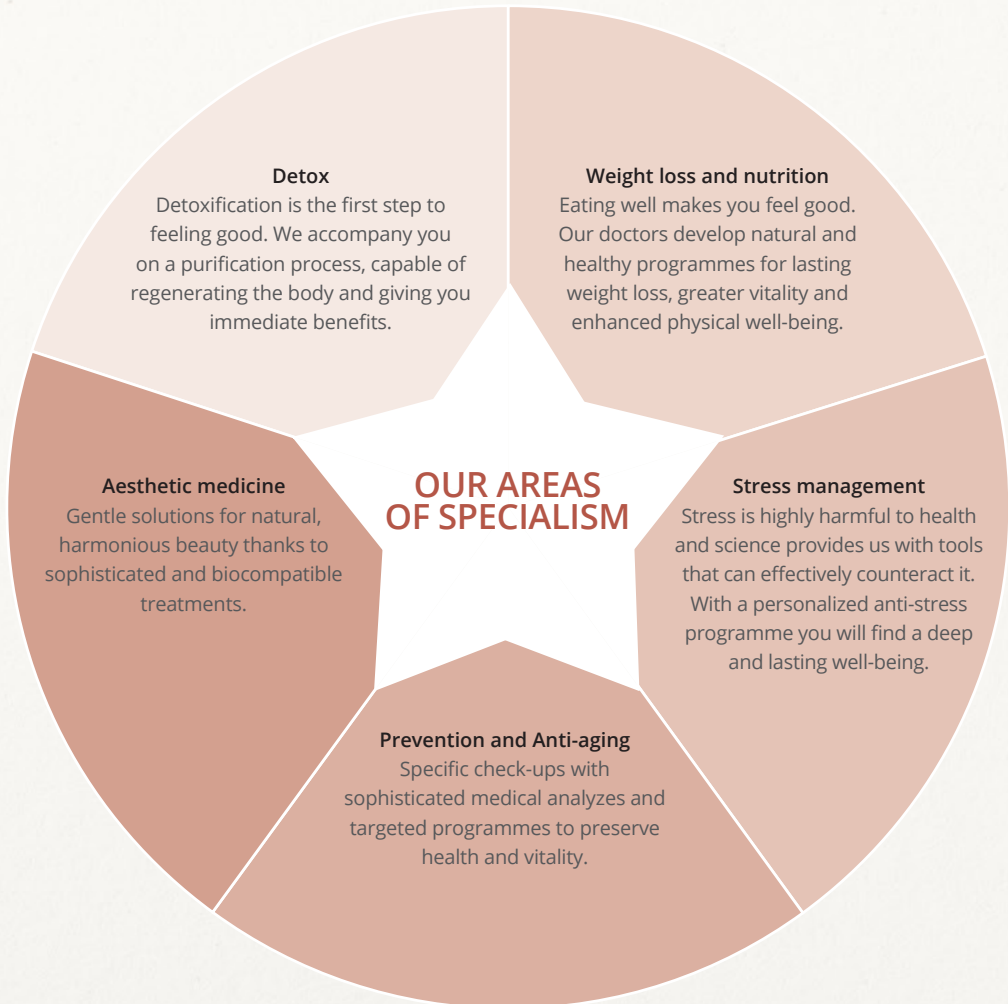 Detox
Detoxification is the first step to
feeling good. We accompany you
on a purification process, capable of
regenerating the body and giving you
immediate benefits.
Weight loss and nutrition
Eating well makes you feel good.
Our doctors develop natural and
healthy programmes for lasting
weight loss, greater vitality and
enhanced physical well-being.
OUR AREAS
OF SPECIALISM
Aesthetic medicine
Gentle solutions for natural,
harmonious beauty thanks to
sophisticated and biocompatible
treatments.
Stress management
Stress is highly harmful to health
and science provides us with tools
that can effectively counteract it.
With a personalized anti-stress
programme you will find a deep
and lasting well-being.
Prevention and Anti-aging
Specific check-ups with
sophisticated medical analyzes and
targeted programmes to preserve
health and vitality.